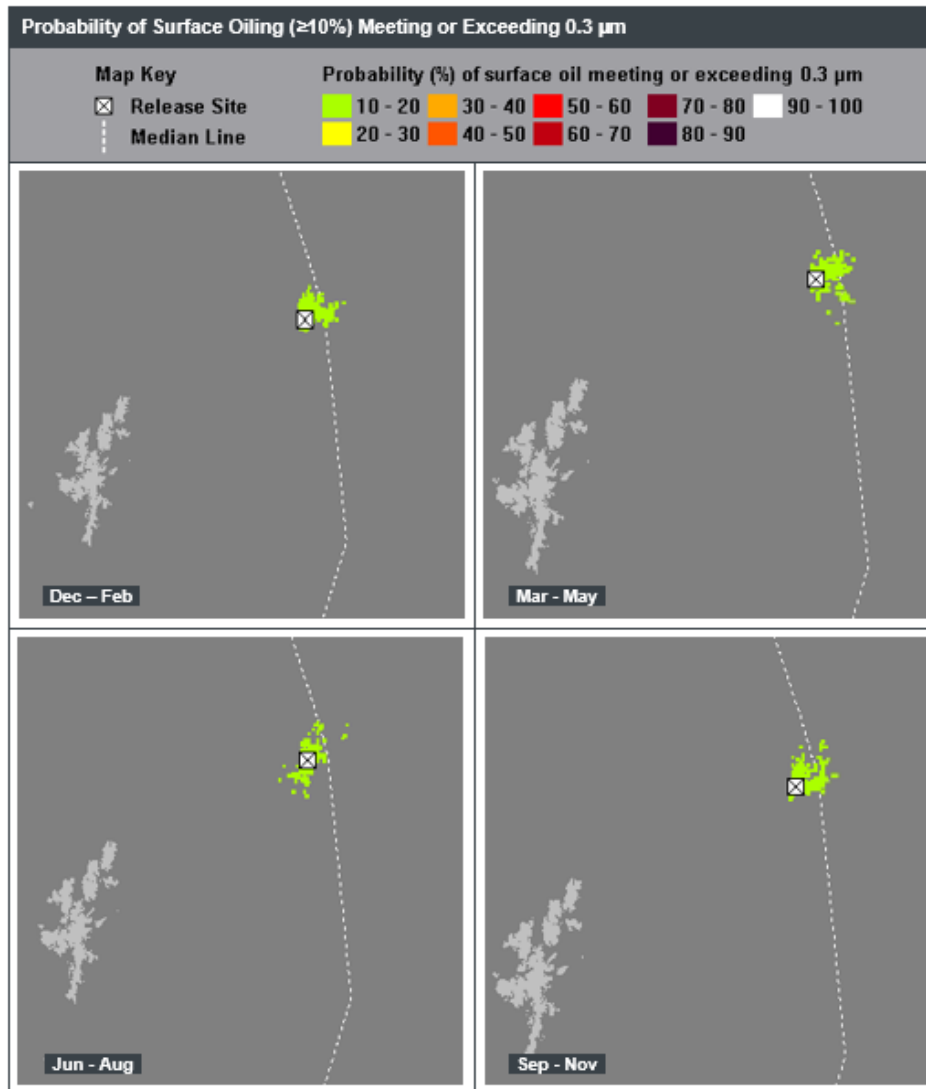 Probability of Surface Oiling (≥10%) Meeting or Exceeding 0.3 µm
Map Key
Release Site
Median Line
Probability (%) of surface oil meeting or exceeding 0.3 µm
10 - 20 30 - 40 50 - 60 70 - 80 90 - 100
20 - 30 40 - 50 60 - 70 80 - 90
Dec – Feb
Mar - May
Jun - Aug
Sep - Nov